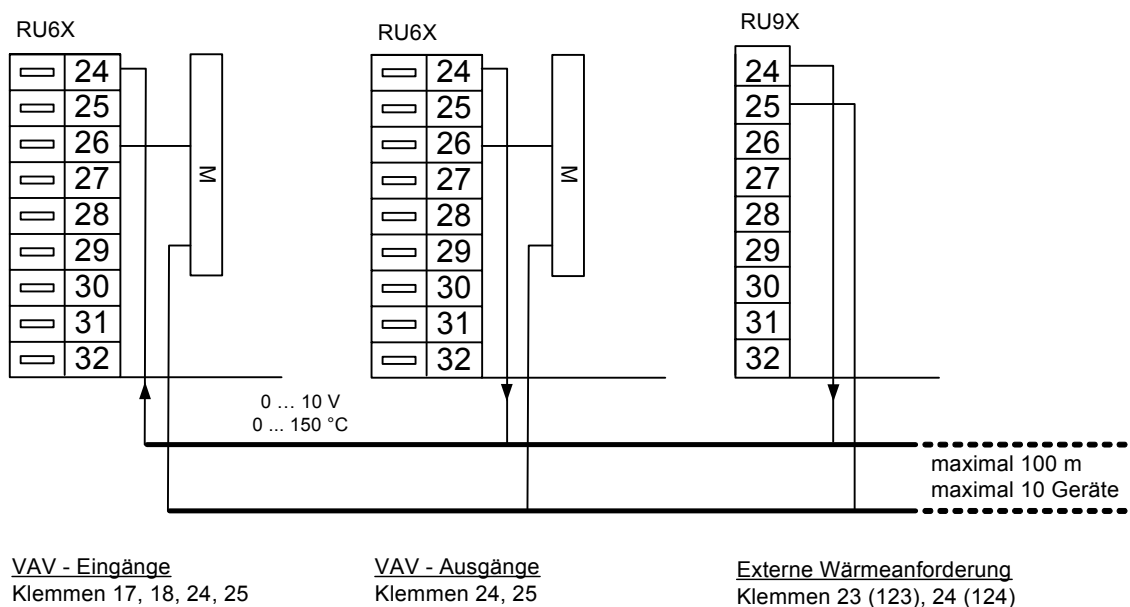 RU6X
24
25
26
27
28
29
30
31
32
M
RU6X
24
25
26
27
28
29
30
31
32
M
RU9X
24
25
26
27
28
29
30
31
32
0 … 10 V
0 ... 150 °C
maximal 100 m
maximal 10 Geräte
VAV - Eingänge
Klemmen 17, 18, 24, 25
VAV - Ausgänge
Klemmen 24, 25
Externe Wärmeanforderung
Klemmen 23 (123), 24 (124)